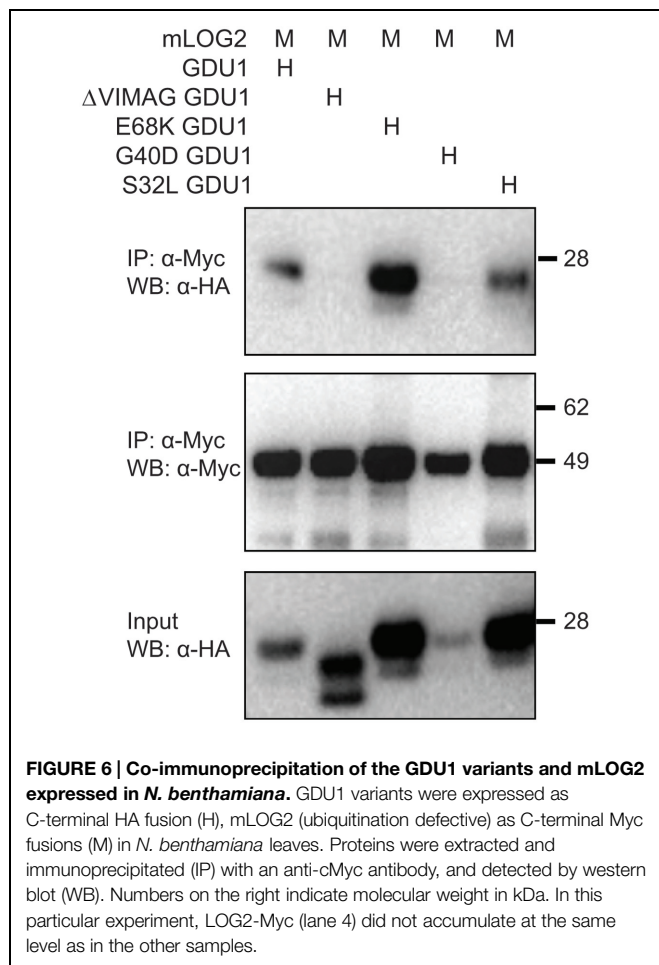 mLOG2 M M M M M
GDU1 H
ΔVIMAG GDU1 H
E68K GDU1 H
G40D GDU1 H
S32L GDU1 H
IP: α-Myc
WB: α-HA
28
62
IP: α-Myc
WB: α-Myc
49
Input
WB: α-HA
28
FIGURE 6 | Co-immunoprecipitation of the GDU1 variants and mLOG2
expressed in N. benthamiana. GDU1 variants were expressed as
C-terminal HA fusion (H), mLOG2 (ubiquitination defective) as C-terminal Myc
fusions (M) in N. benthamiana leaves. Proteins were extracted and
immunoprecipitated (IP) with an anti-cMyc antibody, and detected by western
blot (WB). Numbers on the right indicate molecular weight in kDa. In this
particular experiment, LOG2-Myc (lane 4) did not accumulate at the same
level as in the other samples.